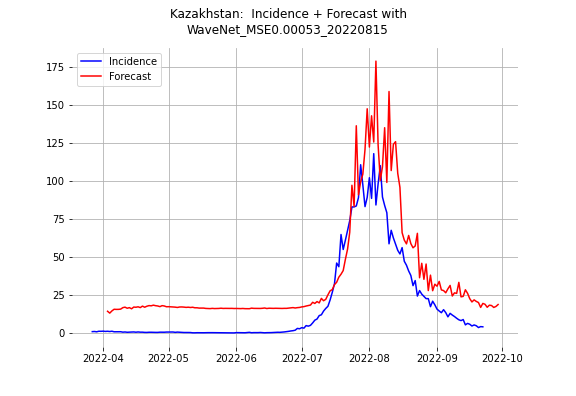 Kazakhstan:  Incidence + Forecast with
WaveNet_MSE0.00053_20220815
Incidence
Forecast
175
150
125
100
75
50
25
0
2022-04 2022-05 2022-06 2022-07 2022-08 2022-09 2022-10